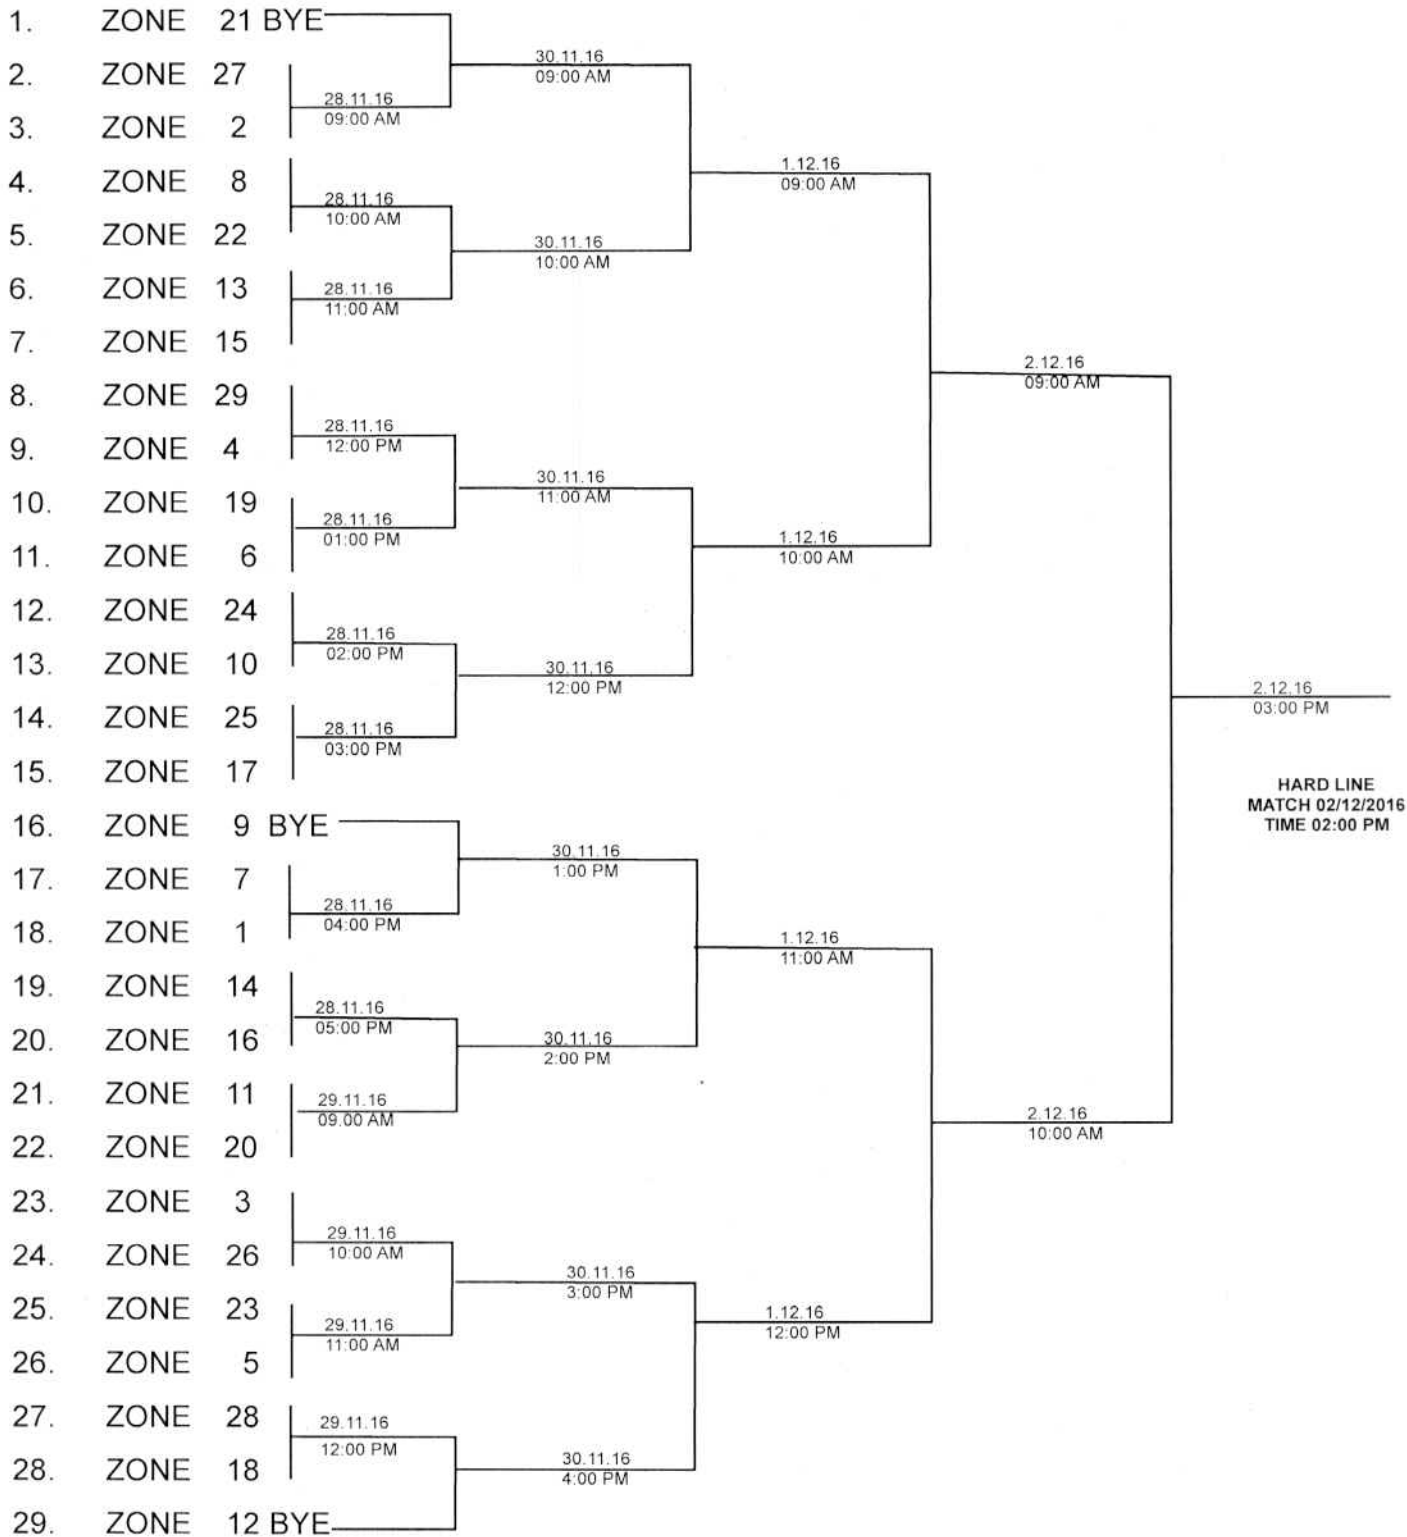 1. ZONE 21 BYE
30.11.16
09:00 AM
2. ZONE 27
28.11.16
09:00 AM
3. ZONE 2
1.12.16
09:00 AM
4. ZONE 8
28.11.16
10:00 AM
5. ZONE 22
30.11.16
10:00 AM
6. ZONE 13
28.11.16
11:00 AM
7. ZONE 15
2.12.16
09:00 AM
8. ZONE 29
28.11.16
12:00 PM
9. ZONE 4
30.11.16
11:00 AM
10. ZONE 19
28.11.16
01:00 PM
1.12.16
10:00 AM
11. ZONE 6
12. ZONE 24
28.11.16
02:00 PM
13. ZONE 10
30.11.16
12:00 PM
2.12.16
03:00 PM
14. ZONE 25
28.11.16
03:00 PM
15. ZONE 17
HARD LINE
MATCH 02/12/2016
TIME 02:00 PM
16. ZONE 9 BYE
30.11.16
1:00 PM
17. ZONE 7
28.11.16
04:00 PM
18. ZONE 1
1.12.16
11:00 AM
19. ZONE 14
28.11.16
05:00 PM
20. ZONE 16
30.11.16
2:00 PM
21. ZONE 11
29.11.16
09.00 AM
2.12.16
10:00 AM
22. ZONE 20
23. ZONE 3
29.11.16
10:00 AM
24. ZONE 26
30.11.16
3:00 PM
25. ZONE 23
29.11.16
11:00 AM
1.12.16
12:00 PM
26. ZONE 5
27. ZONE 28
29.11.16
12:00 PM
28. ZONE 18
30.11.16
4:00 PM
29. ZONE 12 BYE